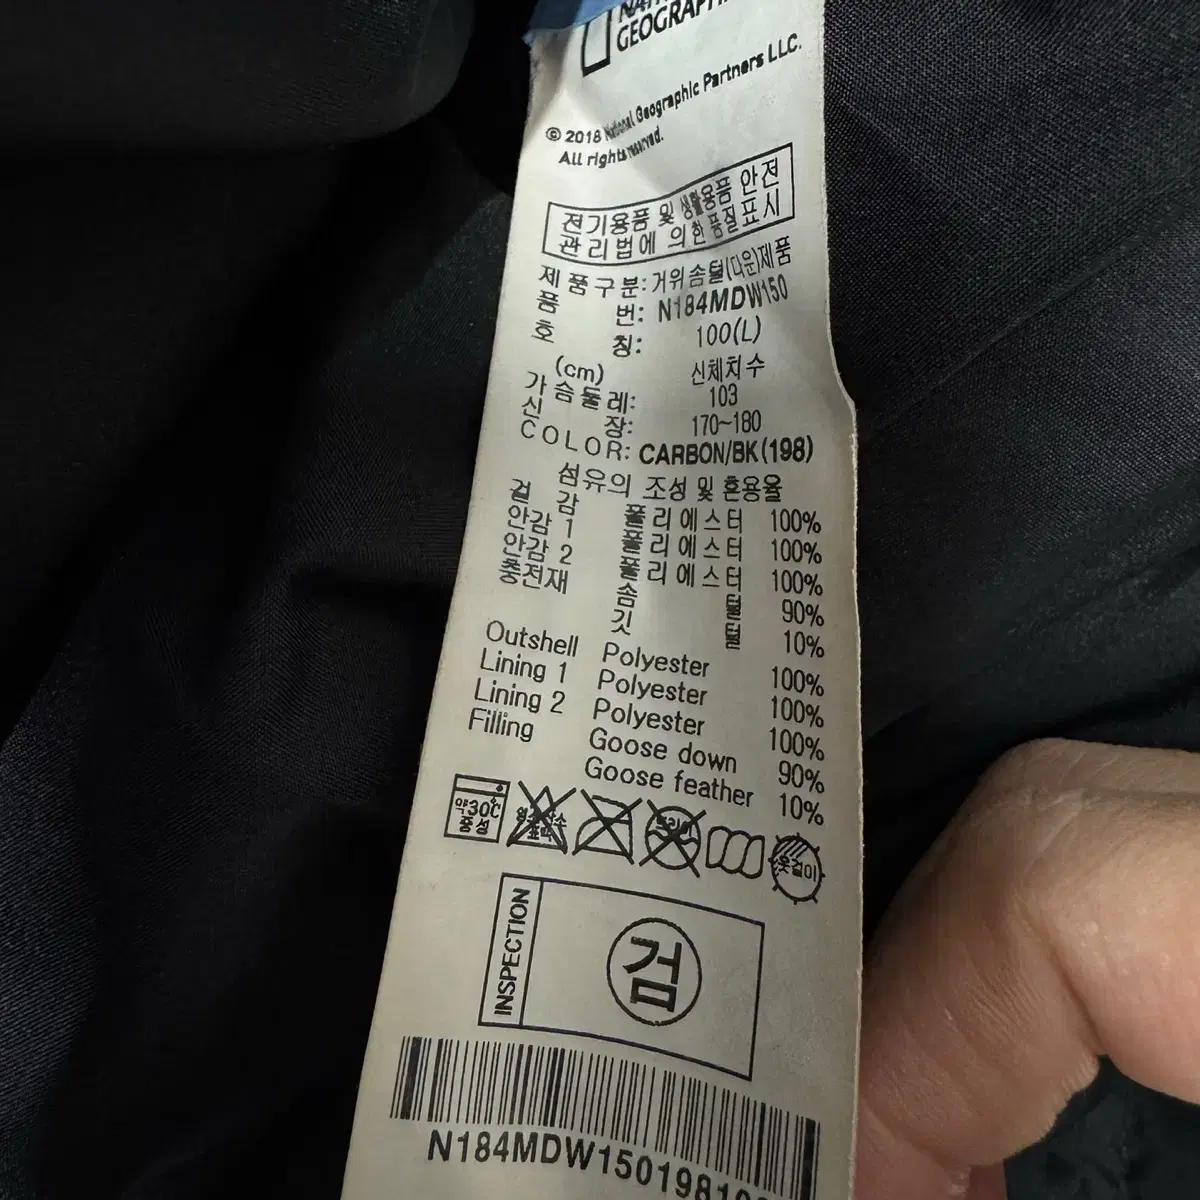 GEOGRAPHIC
© 2018 National Geographic Partners LLC.
All rights reserved.
전기용품 및 생활용품 안전
관리법에 의한 품질표시
제품구분: 거위솜털(다운)제품
품 번: N184MDW150
호 칭: 100(L)
(cm) 신체치수
가슴둘레: 103
신 장: 170~180
COLOR: CARBON/BK(198)
섬유의 조성 및 혼용율
겉 감 폴리에스터 100%
안감 1 폴리에스터 100%
안감 2 폴리에스터 100%
충전재 솜 털 90%
깃 털 10%
Outshell Polyester 100%
Lining 1 Polyester 100%
Lining 2 Polyester 100%
Filling Goose down 90%
Goose feather 10%
약30℃
중성
옷걸이
INSPECTION
검
N184MDW150198